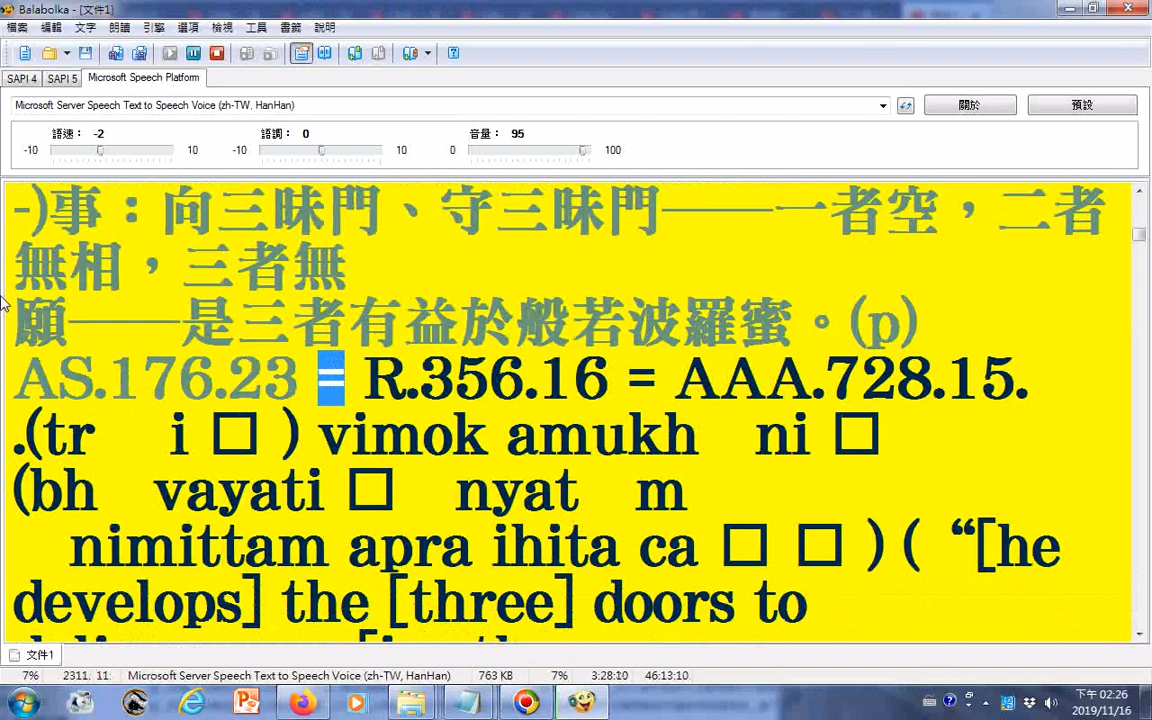 Balabolka - [文件1]
檔案 編輯 文字 朗讀 引擎 選項 檢視 工具 書籤 說明
SAPI 4 SAPI 5 Microsoft Speech Platform
Microsoft Server Speech Text to Speech Voice (zh-TW, HanHan) 關於 預設
語速： -2 語調： 0 音量： 95
-10 10 -10 10 0 100
-)事：向三昧門、守三昧門——一者空，二者
無相，三者無
願——是三者有益於般若波羅蜜。(p)
AS.176.23 = R.356.16 = AAA.728.15.
.(tr i □ ) vimok amukh ni □
(bh vayati □ nyat m
nimittam apra ihita ca □ □ ) ( “[he
develops] the [three] doors to
文件1
7% 2311, 11: Microsoft Server Speech Text to Speech Voice (zh-TW, HanHan) 763 KB 7% 3:28:10 46:13:10
下午 02:26
2019/11/16